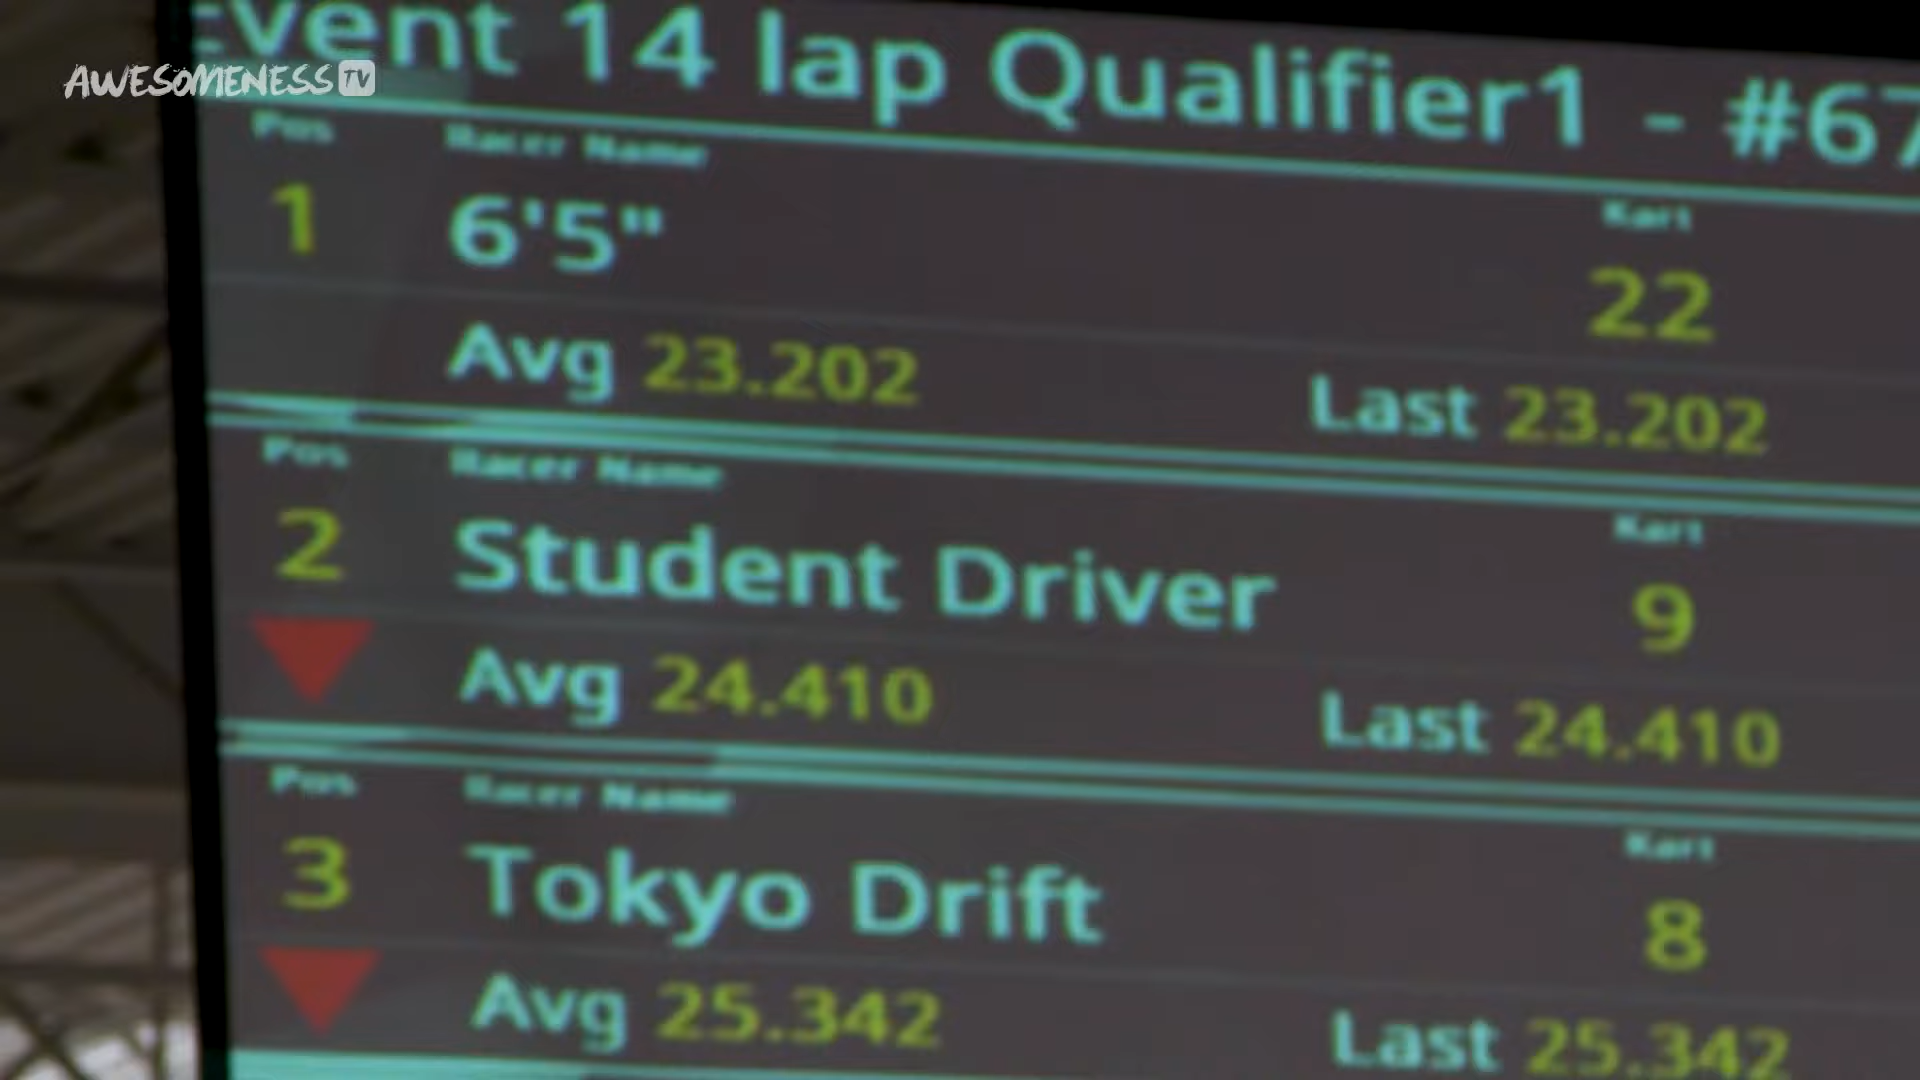 AWESOMENESS TV
Event 14 lap Qualifier1 - #67
Pos Racer Name Kart
1 6'5" 22
Avg 23.202 Last 23.202
Pos Racer Name Kart
2 Student Driver 9
Avg 24.410 Last 24.410
Pos Racer Name Kart
3 Tokyo Drift 8
Avg 25.342 Last 25.342